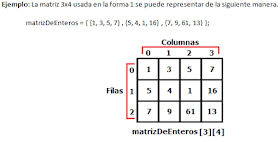 Ejemplo: La matriz 3x4 usada en la forma 1 se puede representar de la siguiente manera.
matrizDeEnteros = { {1, 3, 5, 7} , {5, 4, 1, 16} , {7, 9, 61, 13} };
Columnas
0 1 2 3
0 1 3 5 7
Filas 1 5 4 1 16
2 7 9 61 13
matrizDeEnteros [3][4]